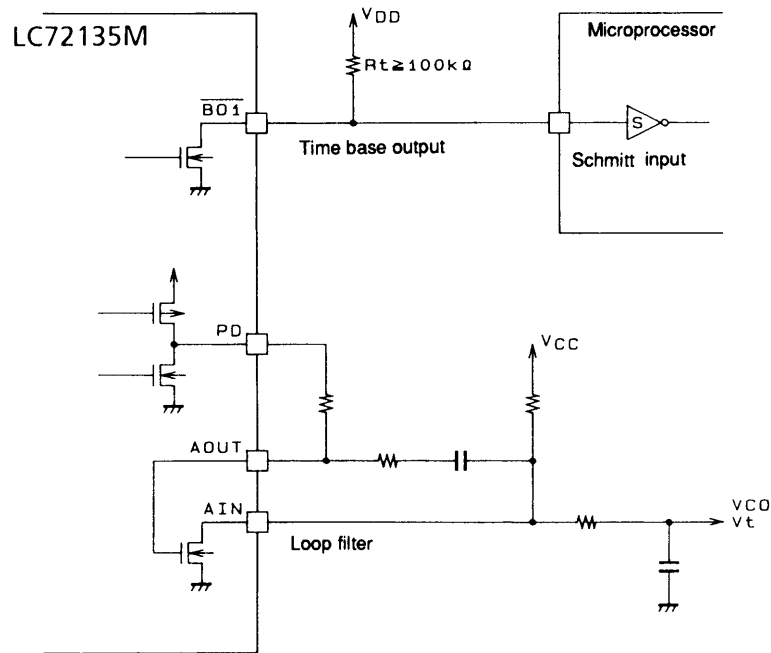 LC72135M
VDD
Rt≥100kΩ
Microprocessor
BO1
S
Time base output
Schmitt input
PD
VCC
AOUT
AIN
Loop filter
VCO
Vt